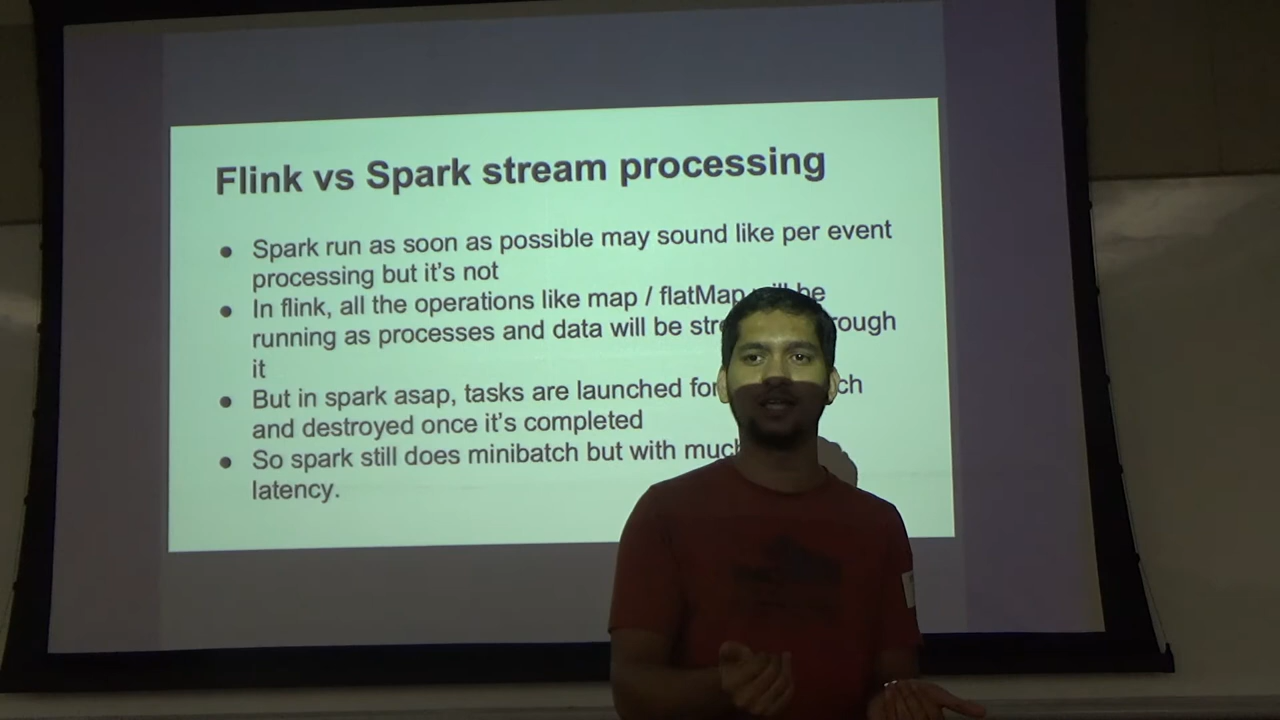 Flink vs Spark stream processing
● Spark run as soon as possible may sound like per event
processing but it's not
● In flink, all the operations like map / flatMap will be
running as processes and data will be rough
it
● But in spark asap, tasks are launched for ch
and destroyed once it's completed
● So spark still does minibatch but with much
latency.